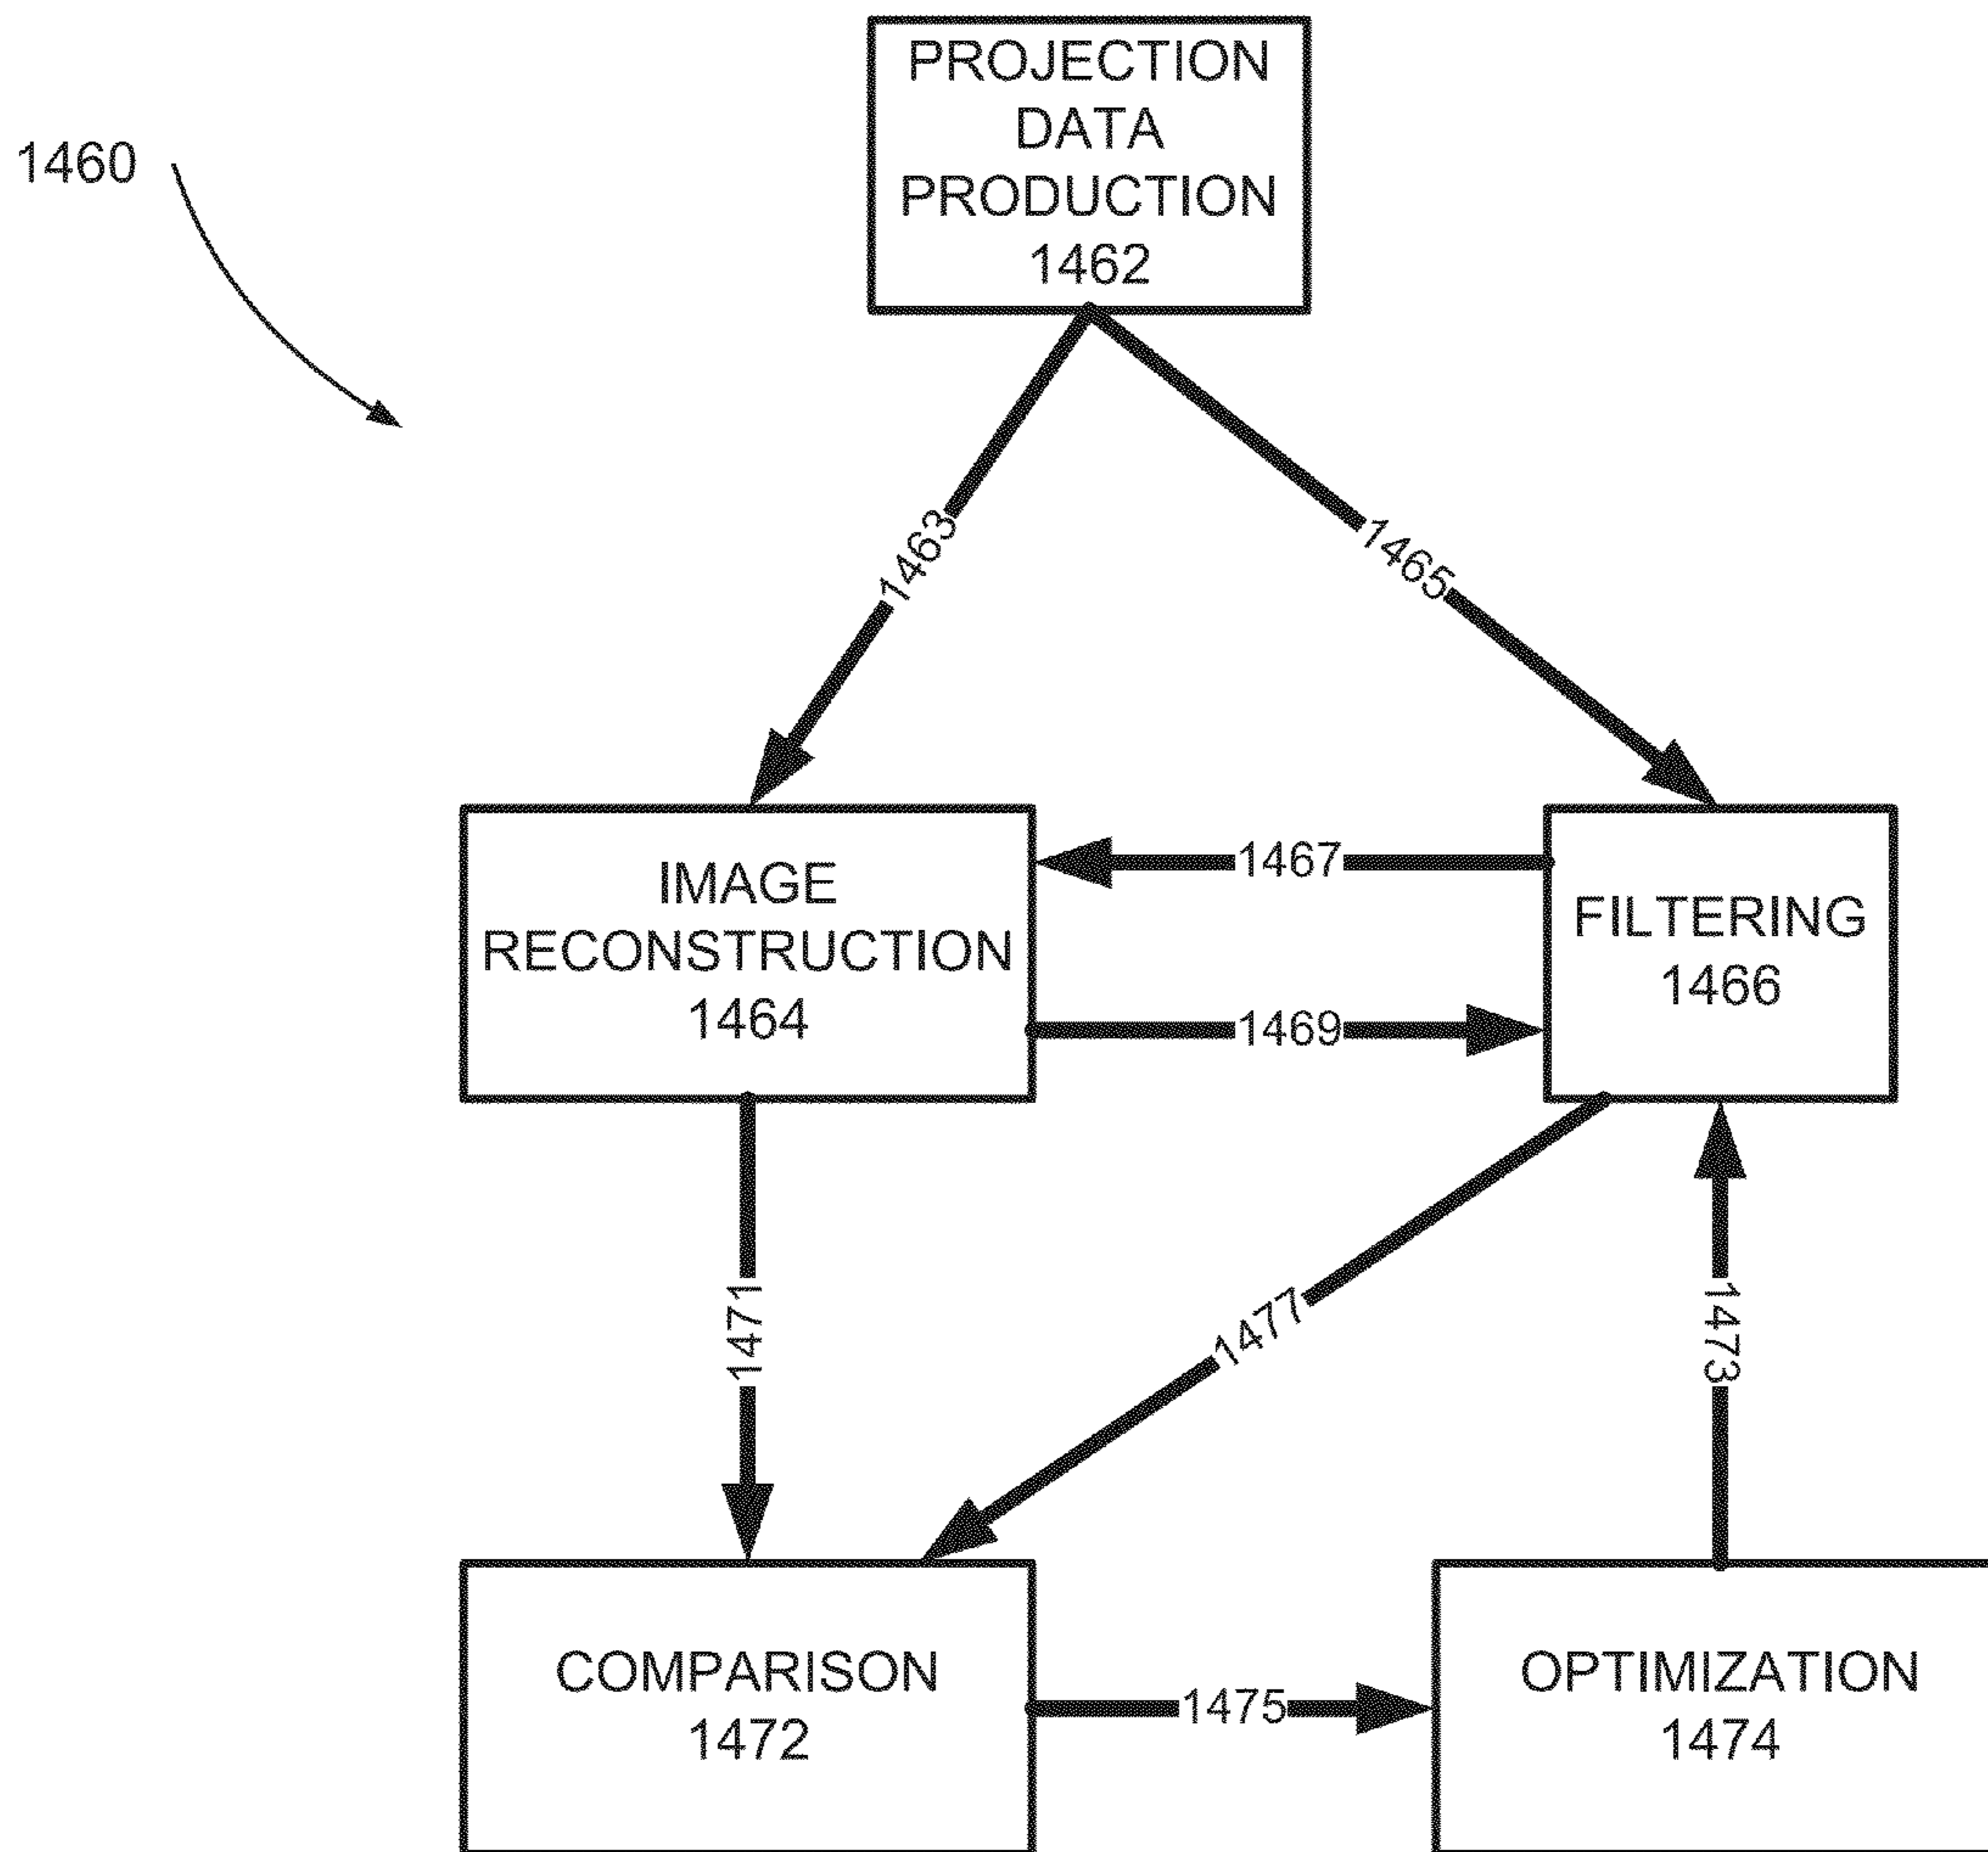 PROJECTION
DATA
PRODUCTION
1462
1460
1463
1465
IMAGE
RECONSTRUCTION
1464
1467
1469
FILTERING
1466
1471
1477
1473
COMPARISON
1472
1475
OPTIMIZATION
1474